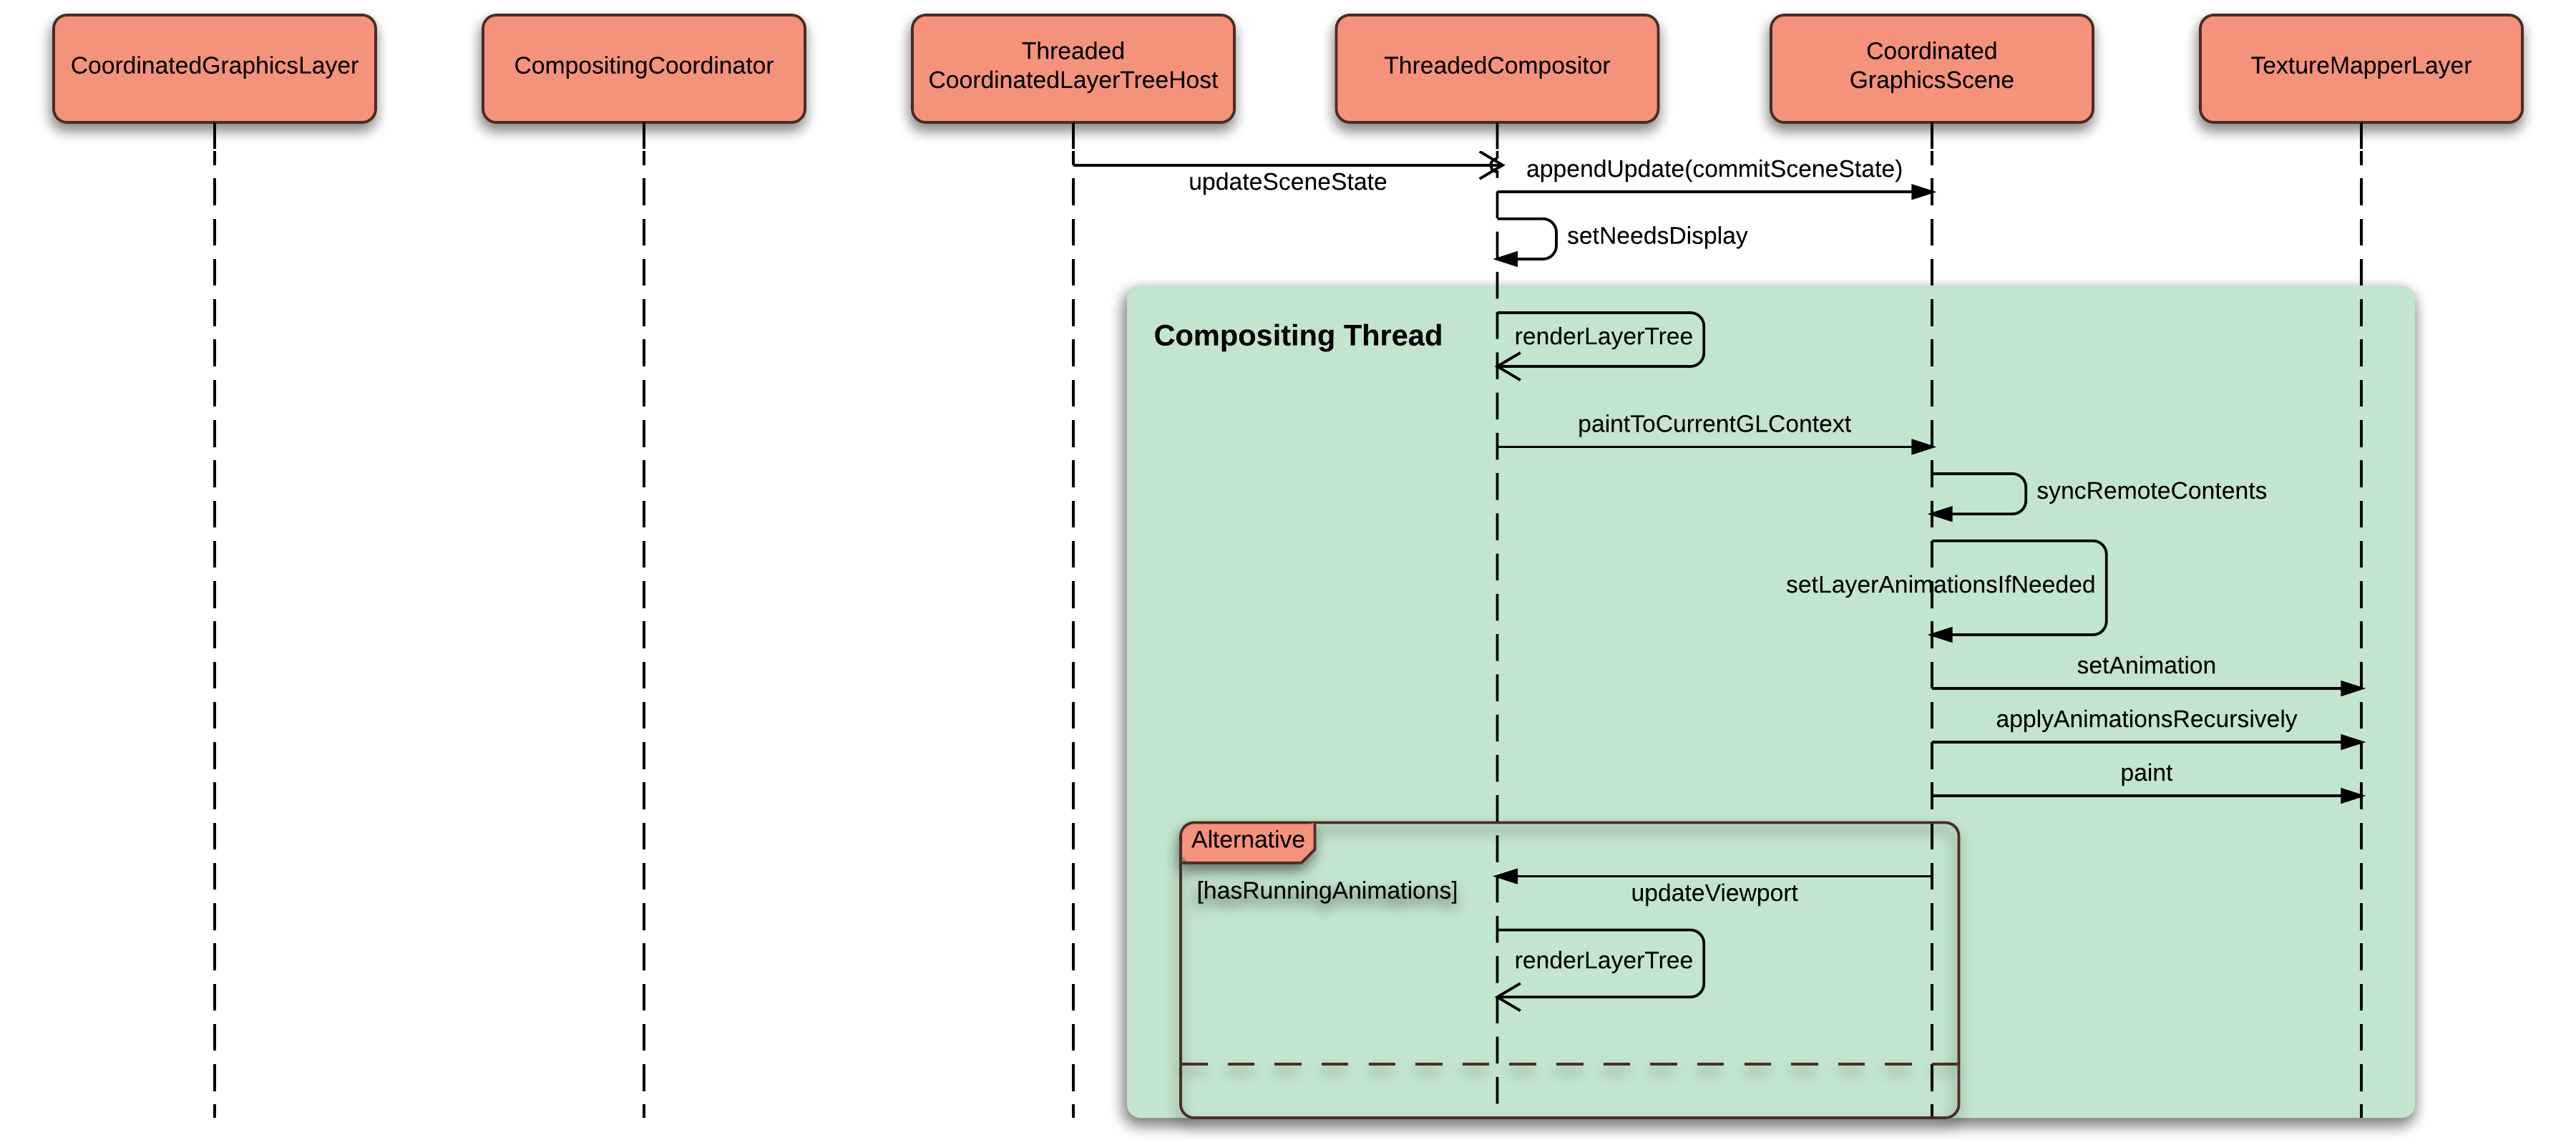 CoordinatedGraphicsLayer
CompositingCoordinator
Threaded
CoordinatedLayerTreeHost
ThreadedCompositor
Coordinated
GraphicsScene
TextureMapperLayer
updateSceneState
appendUpdate(commitSceneState)
setNeedsDisplay
Compositing Thread
renderLayerTree
paintToCurrentGLContext
syncRemoteContents
setLayerAnimationsIfNeeded
setAnimation
applyAnimationsRecursively
paint
Alternative
[hasRunningAnimations]
updateViewport
renderLayerTree